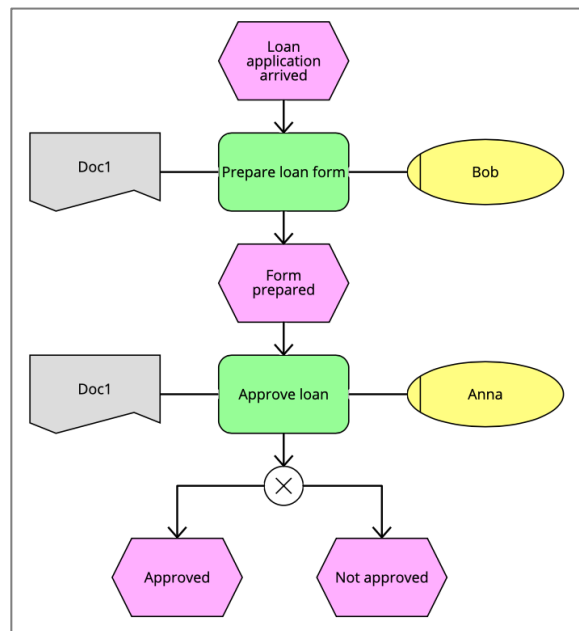 Loan
application
arrived
Doc1
Prepare loan form
Bob
Form
prepared
Doc1
Approve loan
Anna
Approved
Not approved